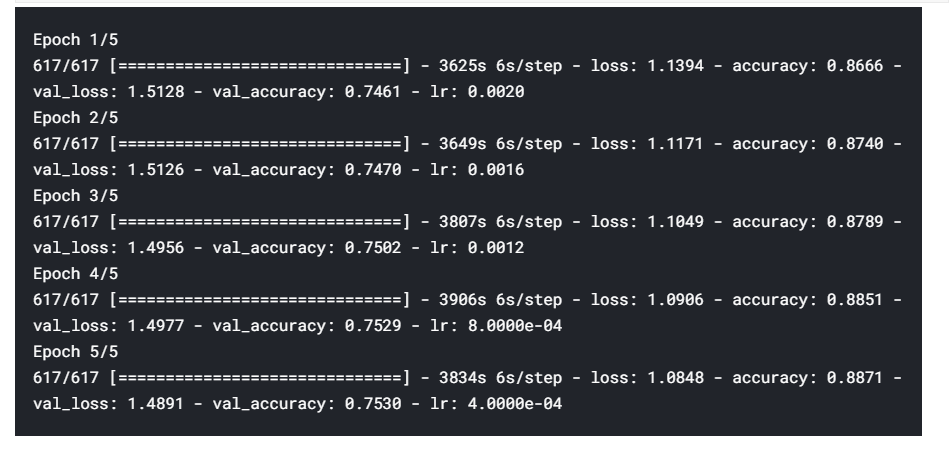 Epoch 1/5
617/617 [==============================] - 3625s 6s/step - loss: 1.1394 - accuracy: 0.8666 -
val_loss: 1.5128 - val_accuracy: 0.7461 - lr: 0.0020
Epoch 2/5
617/617 [==============================] - 3649s 6s/step - loss: 1.1171 - accuracy: 0.8740 -
val_loss: 1.5126 - val_accuracy: 0.7470 - lr: 0.0016
Epoch 3/5
617/617 [==============================] - 3807s 6s/step - loss: 1.1049 - accuracy: 0.8789 -
val_loss: 1.4956 - val_accuracy: 0.7502 - lr: 0.0012
Epoch 4/5
617/617 [==============================] - 3906s 6s/step - loss: 1.0906 - accuracy: 0.8851 -
val_loss: 1.4977 - val_accuracy: 0.7529 - lr: 8.0000e-04
Epoch 5/5
617/617 [==============================] - 3834s 6s/step - loss: 1.0848 - accuracy: 0.8871 -
val_loss: 1.4891 - val_accuracy: 0.7530 - lr: 4.0000e-04